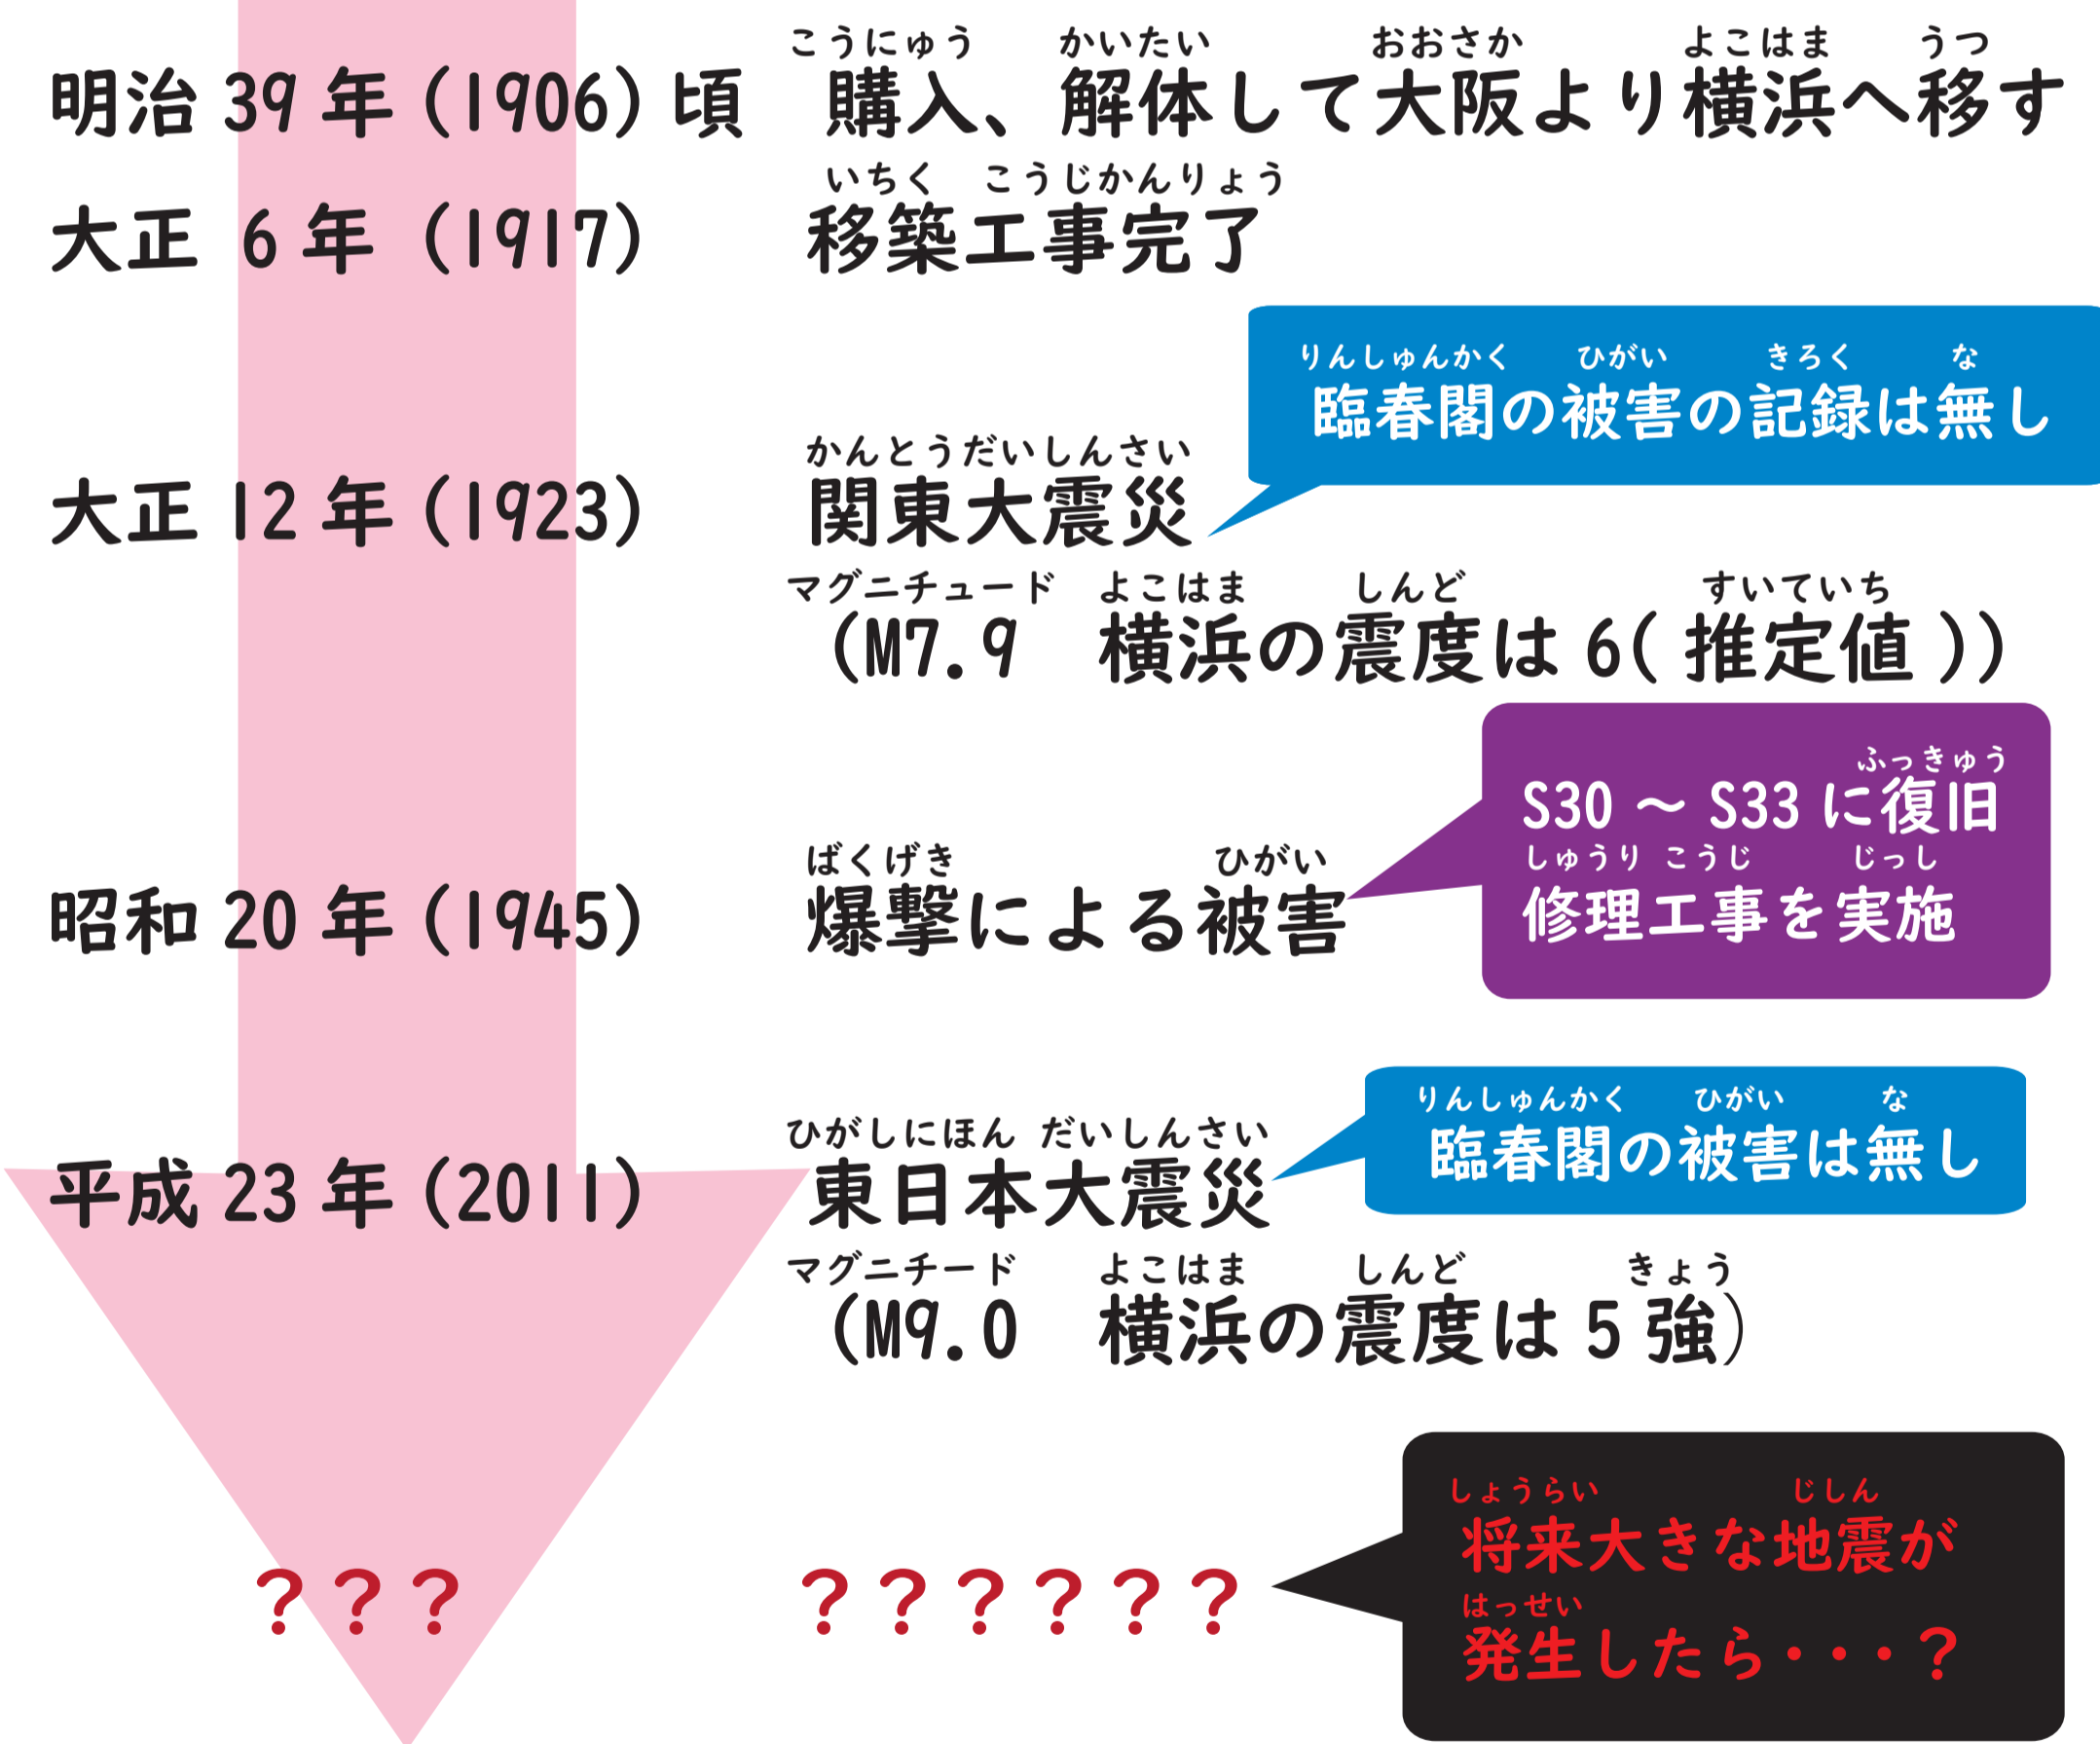 こうにゅう かいたい おおさか よこはま うつ
明治 39 年 (1906) 頃 購入、 解体して大阪より横浜へ移す
いちく こうじかんりょう
大正 6 年 (1917) 移築工事完了
りんしゅんかく ひがい きろく な
臨春閣の被害の記録は無し
かんとうだいしんさい
大正 12 年 (1923) 関東大震災
マグニチュード よこはま しんど すいていち
(M7.9 横浜の震度は 6( 推定値 ))
ふっきゅう
S30 ～ S33 に復旧
しゅうり こうじ じっし
修理工事を実施
ばくげき ひがい
昭和 20 年 (1945) 爆撃による被害
りんしゅんかく ひがい な
臨春閣の被害は無し
ひがしにほん だいしんさい
平成 23 年 (2011) 東日本大震災
マグニチード よこはま しんど きょう
(M9.0 横浜の震度は 5 強)
しょうらい じしん
将来大きな地震が
はっせい
発生したら・・・?
? ? ? ? ? ? ? ? ?